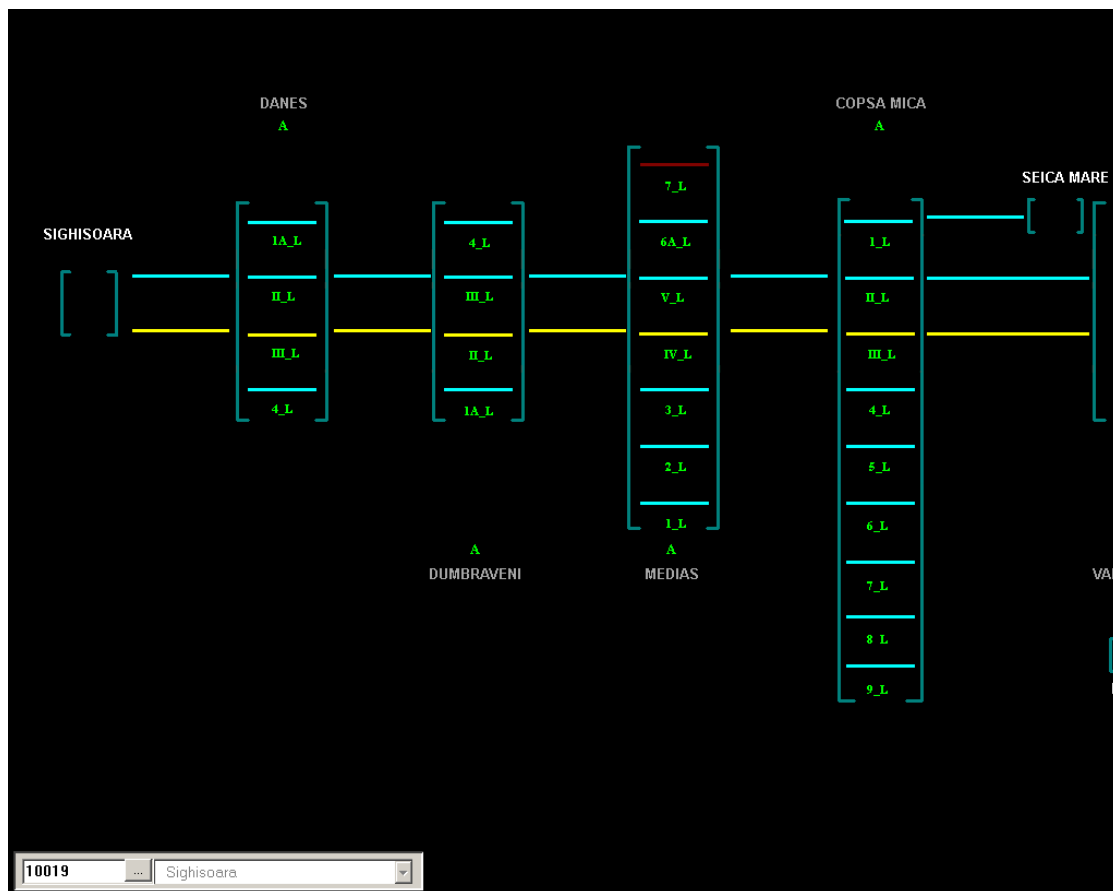 DANES
A
COPSA MICA
A
SEICA MARE
SIGHISOARA
1A_L
II_L
III_L
4_L
4_L
III_L
II_L
1A_L
7_L
6A_L
V_L
IV_L
3_L
2_L
1_L
1_L
II_L
III_L
4_L
5_L
6_L
7_L
8_L
9_L
A
DUMBRAVENI
A
MEDIAS
10019
...
Sighisoara